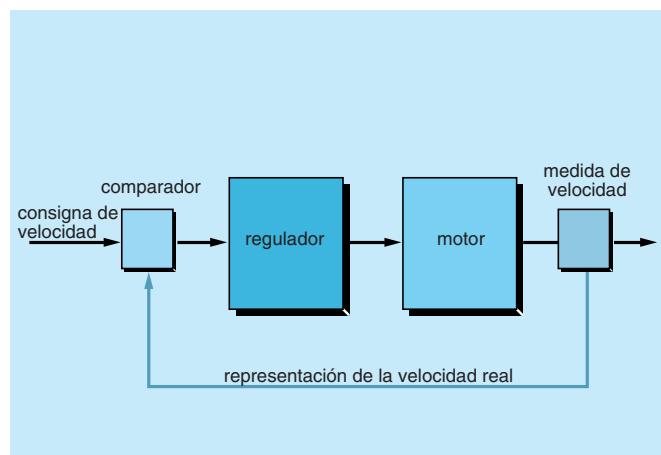 medida de
velocidad
comparador
consigna de
velocidad
regulador
motor
representación de la velocidad real